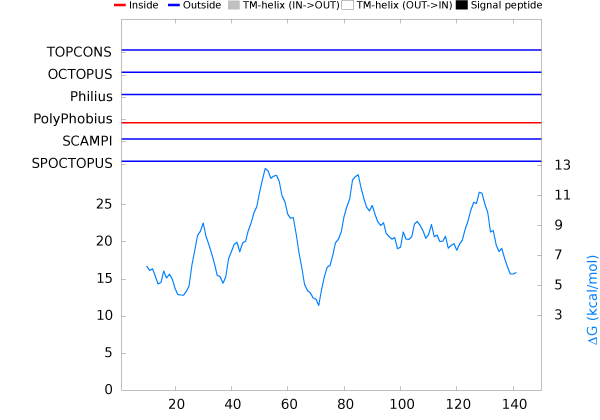 Inside Outside TM-helix (IN->OUT) TM-helix (OUT->IN) Signal peptide
TOPCONS
OCTOPUS
Philius
PolyPhobius
SCAMPI
SPOCTOPUS
13
11
25
9
20
7
15
5
10
3
5
0
20 40 60 80 100 120 140
ΔG (kcal/mol)